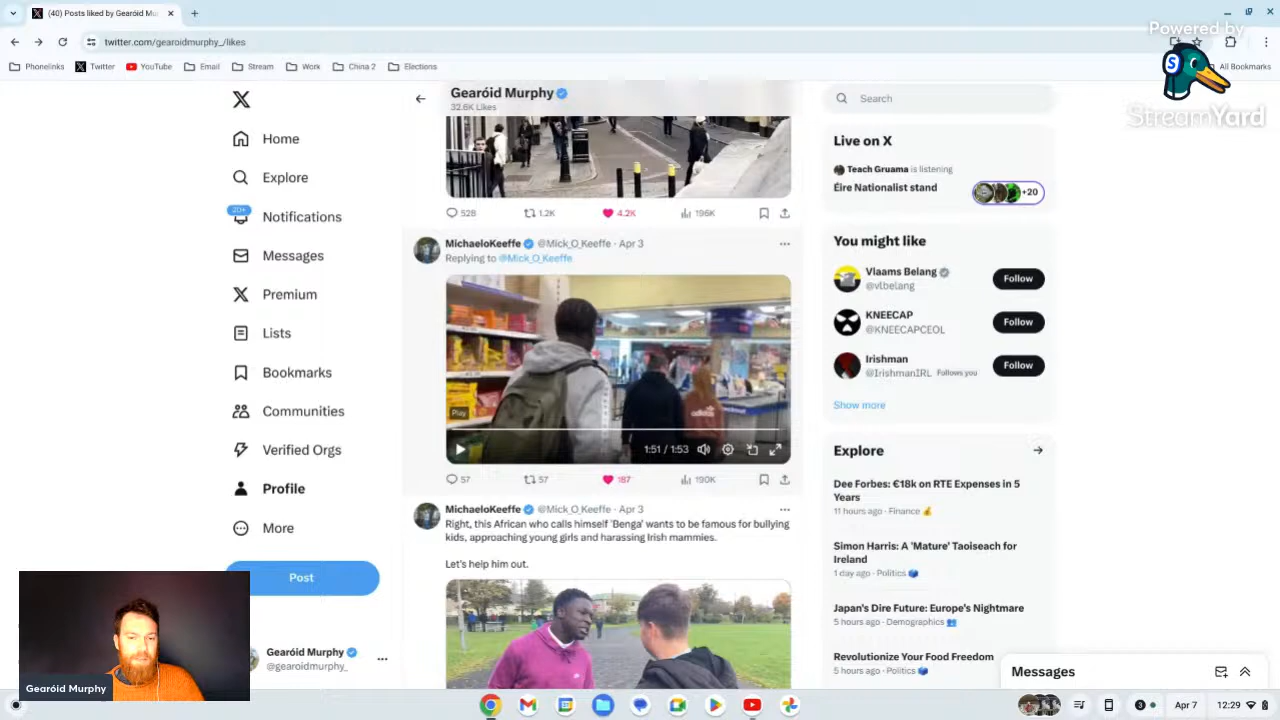 (40) Posts liked by Gearóid Mur
twitter.com/gearoidmurphy_/likes
Phonelinks
Twitter
YouTube
Email
Stream
Work
China 2
Elections
All Bookmarks
Powered by
StreamYard
Home
Explore
20+
Notifications
Messages
Premium
Lists
Bookmarks
Communities
Verified Orgs
Profile
More
Post
Gearóid Murphy
@gearoidmurphy_
Gearóid Murphy
Gearóid Murphy
32.6K Likes
528
1.2K
4.2K
196K
MichaeloKeeffe @Mick_O_Keeffe · Apr 3
Replying to @Mick_O_Keeffe
adidas
Play
1:51 / 1:53
57
57
187
190K
MichaeloKeeffe @Mick_O_Keeffe · Apr 3
Right, this African who calls himself 'Benga' wants to be famous for bullying
kids, approaching young girls and harassing Irish mammies.
Let's help him out.
Search
Live on X
Teach Gruama is listening
Éire Nationalist stand
+20
You might like
Vlaams Belang
@vlbelang
Follow
KNEECAP
@KNEECAPCEOL
Follow
Irishman
@IrishmanIRL Follows you
Follow
Show more
Explore
Dee Forbes: €18k on RTE Expenses in 5
Years
11 hours ago · Finance
Simon Harris: A 'Mature' Taoiseach for
Ireland
1 day ago · Politics
Japan's Dire Future: Europe's Nightmare
5 hours ago · Demographics
Revolutionize Your Food Freedom
5 hours ago · Politics
Messages
3
Apr 7
12:29